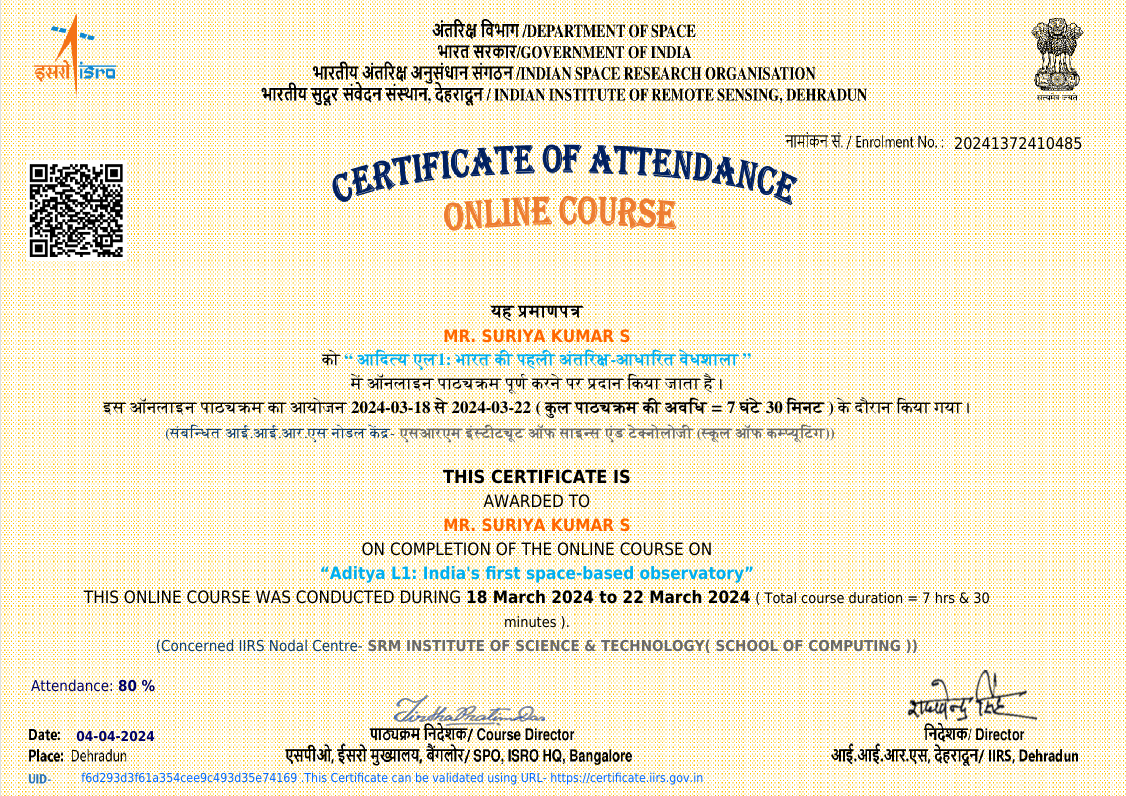 इसरो isro
अंतरिक्ष विभाग /DEPARTMENT OF SPACE
भारत सरकार/GOVERNMENT OF INDIA
भारतीय अंतरिक्ष अनुसंधान संगठन /INDIAN SPACE RESEARCH ORGANISATION
भारतीय सुदूर संवेदन संस्थान, देहरादून / INDIAN INSTITUTE OF REMOTE SENSING, DEHRADUN
सत्यमेव जयते
नामांकन सं. / Enrolment No. : 20241372410485
CERTIFICATE OF ATTENDANCE
ONLINE COURSE
यह प्रमाणपत्र
MR. SURIYA KUMAR S
को “ आदित्य एल1: भारत की पहली अंतरिक्ष-आधारित वेधशाला ”
में ऑनलाइन पाठ्यक्रम पूर्ण करने पर प्रदान किया जाता है ।
इस ऑनलाइन पाठ्यक्रम का आयोजन 2024-03-18 से 2024-03-22 ( कुल पाठ्यक्रम की अवधि = 7 घंटे 30 मिनट ) के दौरान किया गया ।
(संबन्धित आई.आई.आर.एस नोडल केंद्र- एसआरएम इंस्टीट्यूट ऑफ साइन्स एंड टेक्नोलोजी (स्कूल ऑफ कम्प्यूटिंग))
THIS CERTIFICATE IS
AWARDED TO
MR. SURIYA KUMAR S
ON COMPLETION OF THE ONLINE COURSE ON
“Aditya L1: India's first space-based observatory”
THIS ONLINE COURSE WAS CONDUCTED DURING 18 March 2024 to 22 March 2024 ( Total course duration = 7 hrs & 30
minutes ).
(Concerned IIRS Nodal Centre- SRM INSTITUTE OF SCIENCE & TECHNOLOGY( SCHOOL OF COMPUTING ))
Attendance: 80 %
Date: 04-04-2024
Place: Dehradun
पाठ्यक्रम निदेशक/ Course Director
एसपीओ, ईसरो मुख्यालय, बैंगलोर/ SPO, ISRO HQ, Bangalore
निदेशक/ Director
आई.आई.आर.एस, देहरादून/ IIRS, Dehradun
UID- f6d293d3f61a354cee9c493d35e74169 .This Certificate can be validated using URL- https://certificate.iirs.gov.in